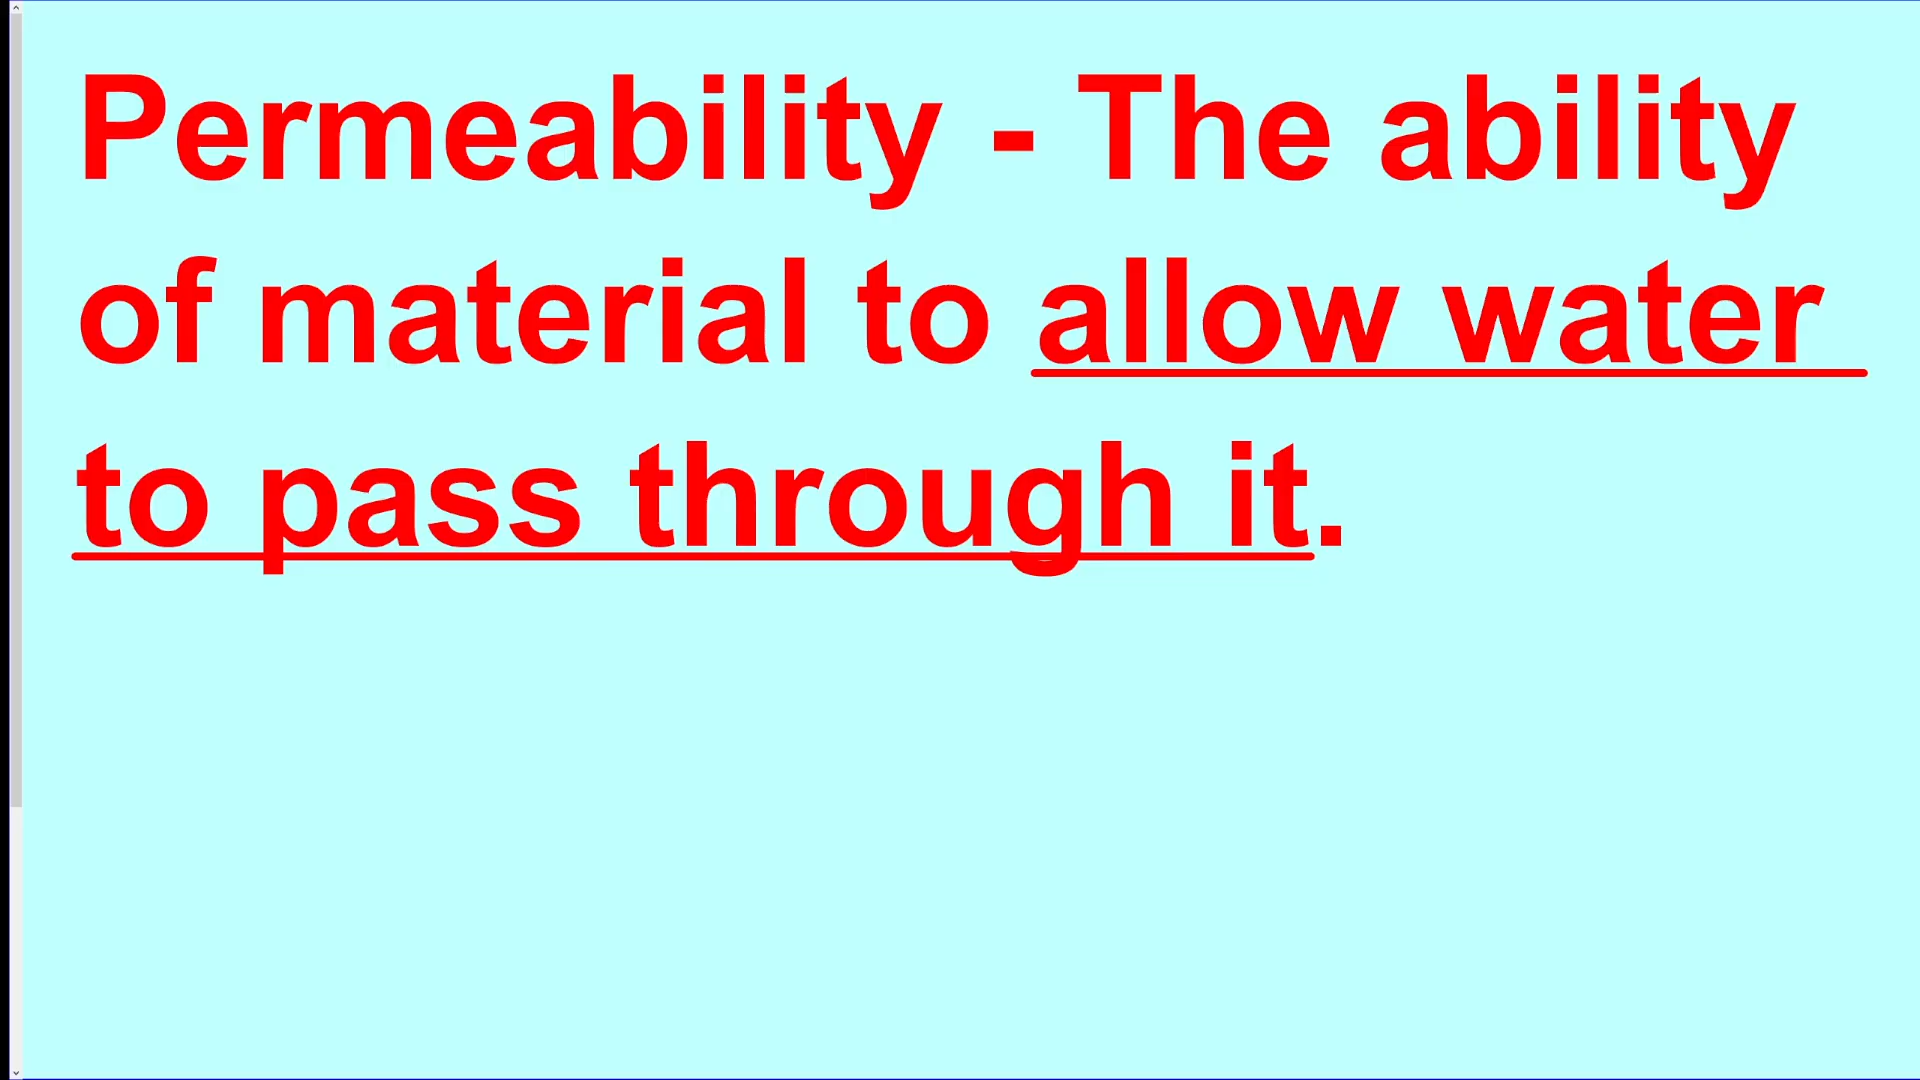 Permeability - The ability
of material to allow water
to pass through it.